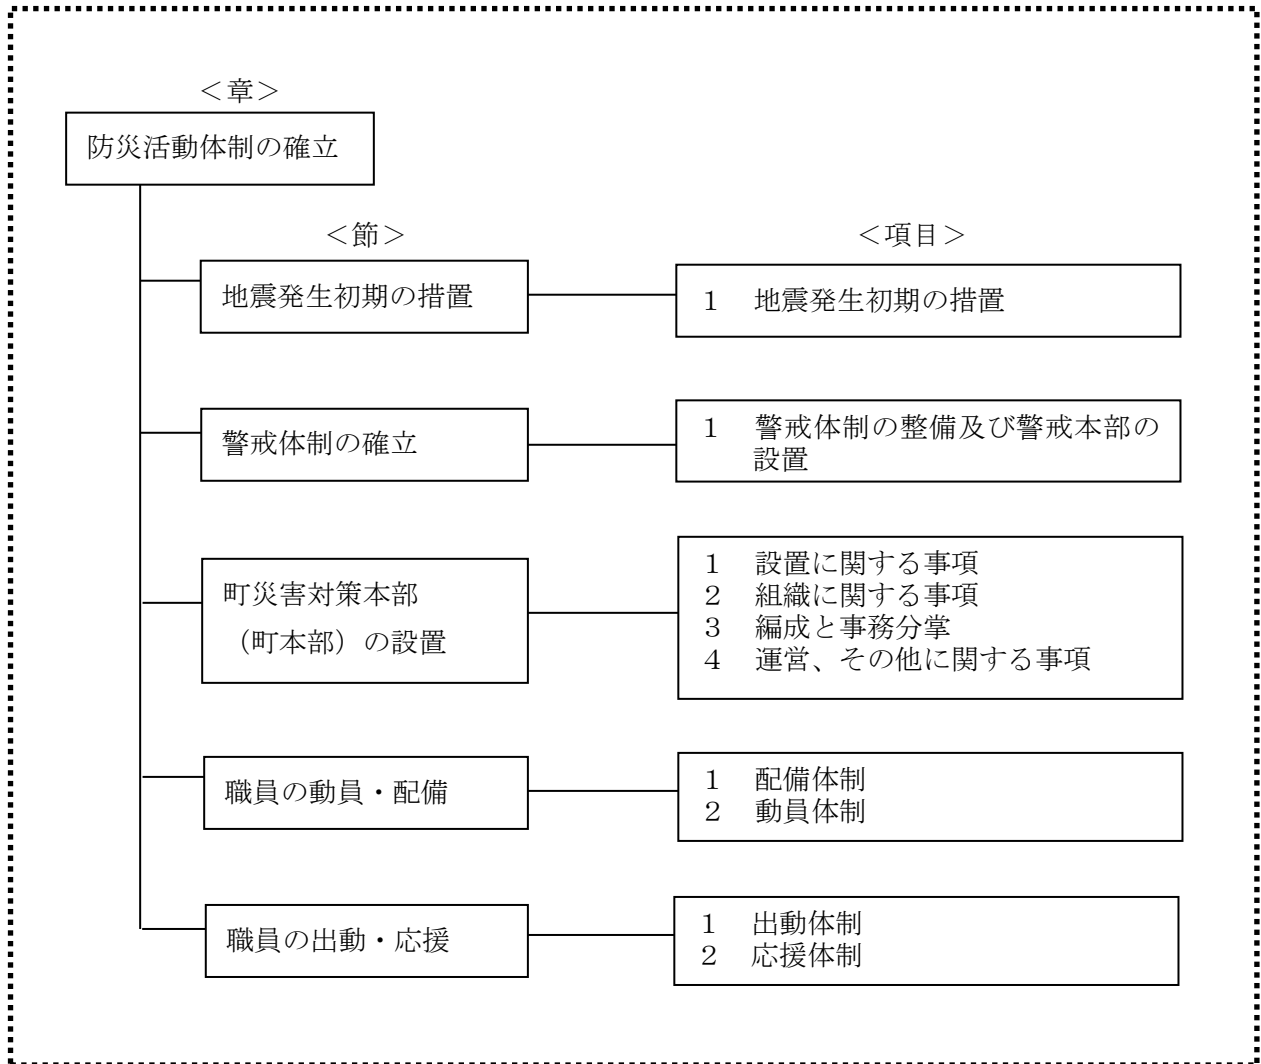 ＜章＞
防災活動体制の確立
＜節＞
＜項目＞
地震発生初期の措置
１　地震発生初期の措置
警戒体制の確立
１　警戒体制の整備及び警戒本部の
設置
町災害対策本部
（町本部）の設置
１　設置に関する事項
２　組織に関する事項
３　編成と事務分掌
４　運営、その他に関する事項
職員の動員・配備
１　配備体制
２　動員体制
職員の出動・応援
１　出動体制
２　応援体制